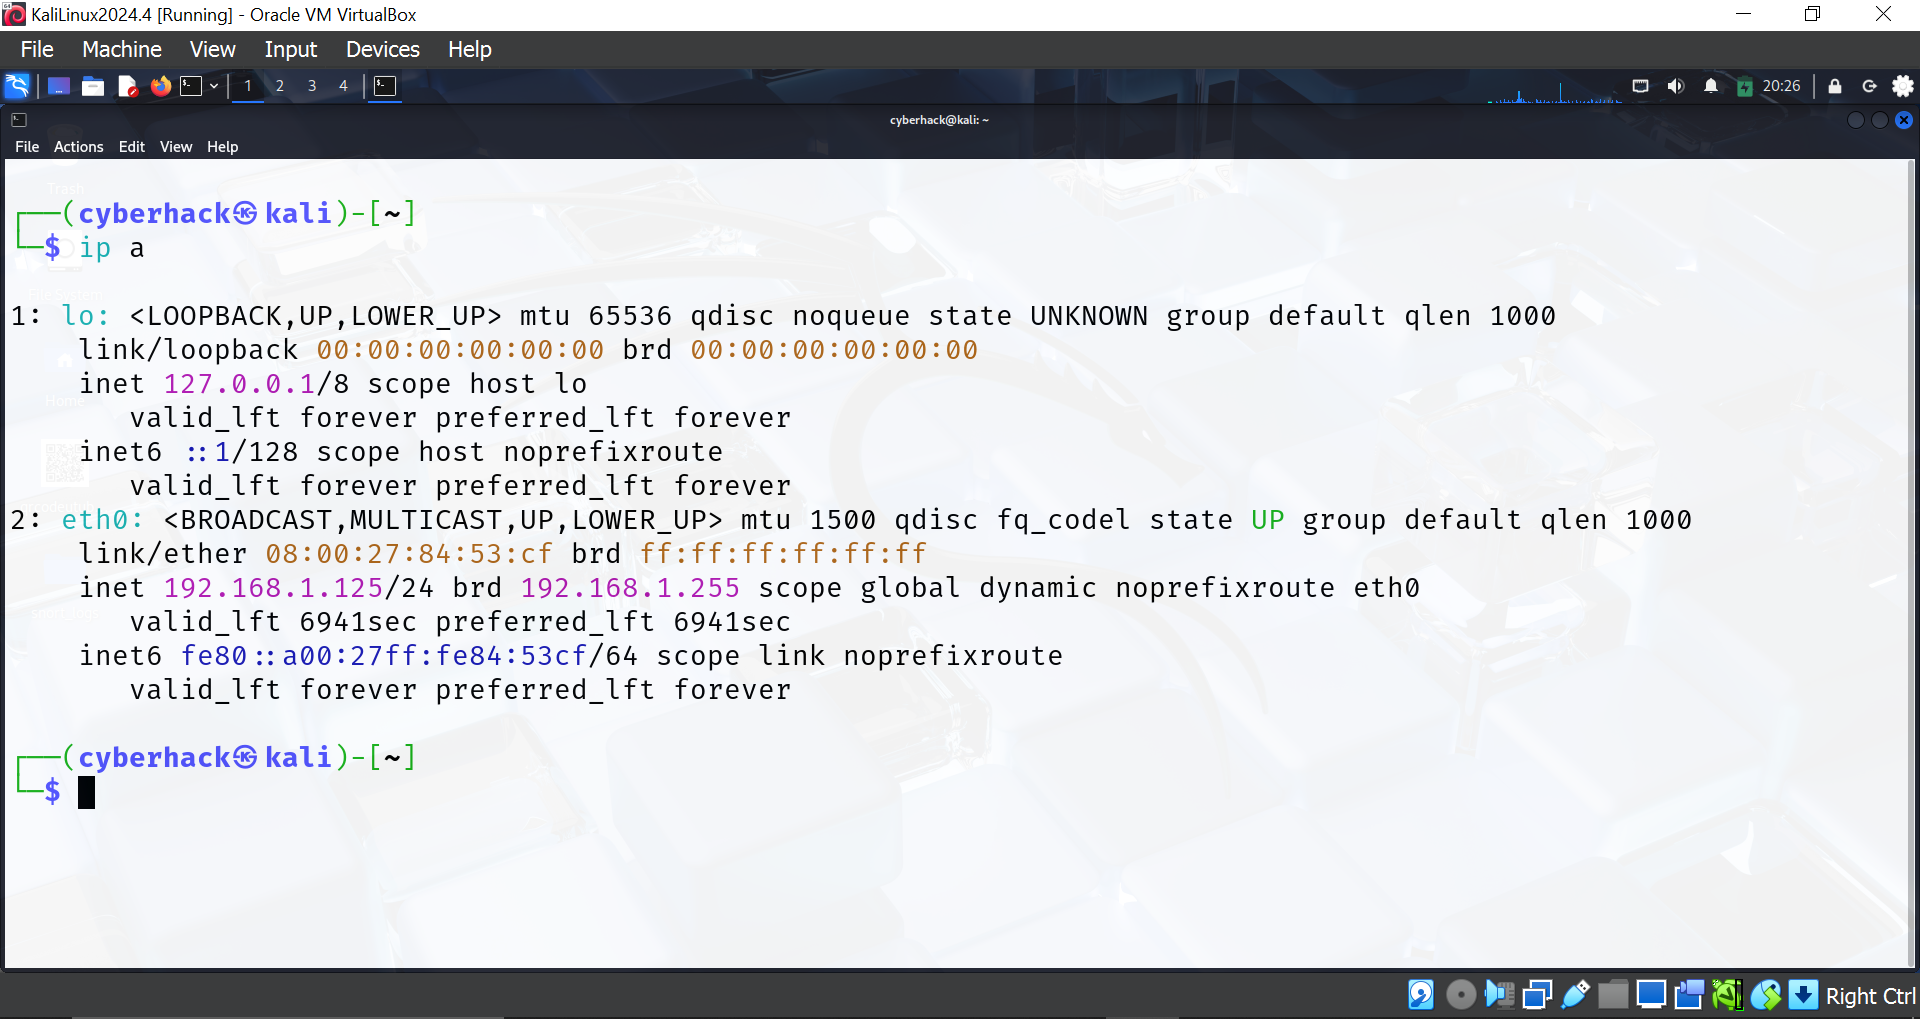 KaliLinux2024.4 [Running] - Oracle VM VirtualBox
File Machine View Input Devices Help
1 2 3 4 20:26
cyberhack@kali: ~
File Actions Edit View Help
Trash
┌──(cyberhack㉿kali)-[~]
└─$ ip a
File System
1: lo: <LOOPBACK,UP,LOWER_UP> mtu 65536 qdisc noqueue state UNKNOWN group default qlen 1000
link/loopback 00:00:00:00:00:00 brd 00:00:00:00:00:00
inet 127.0.0.1/8 scope host lo
Home
valid_lft forever preferred_lft forever
inet6 ::1/128 scope host noprefixroute
valid_lft forever preferred_lft forever
2: eth0: <BROADCAST,MULTICAST,UP,LOWER_UP> mtu 1500 qdisc fq_codel state UP group default qlen 1000
link/ether 08:00:27:84:53:cf brd ff:ff:ff:ff:ff:ff
inet 192.168.1.125/24 brd 192.168.1.255 scope global dynamic noprefixroute eth0
valid_lft 6941sec preferred_lft 6941sec
inet6 fe80::a00:27ff:fe84:53cf/64 scope link noprefixroute
valid_lft forever preferred_lft forever
┌──(cyberhack㉿kali)-[~]
└─$
Right Ctrl